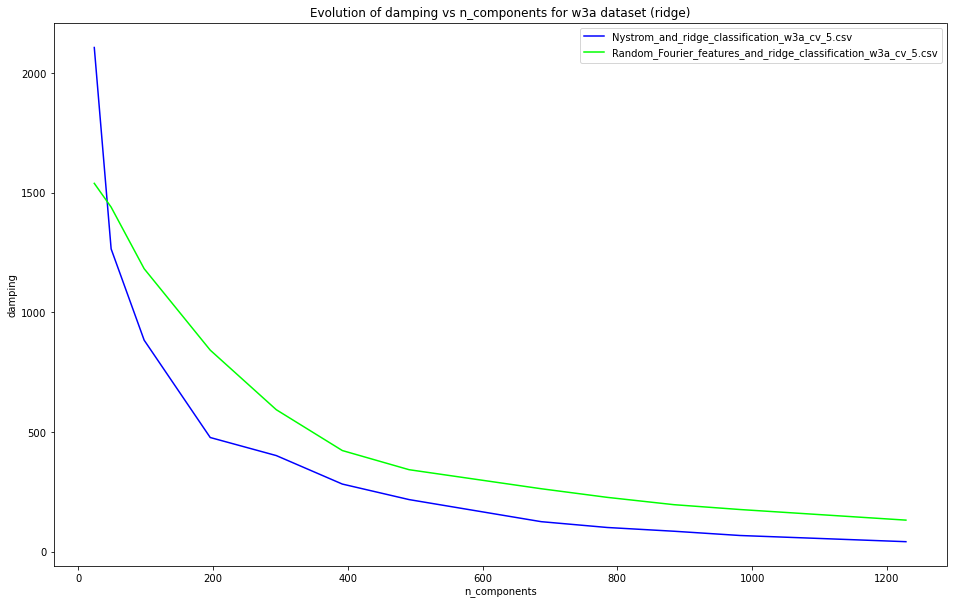 Evolution of damping vs n_components for w3a dataset (ridge)
Nystrom_and_ridge_classification_w3a_cv_5.csv
Random_Fourier_features_and_ridge_classification_w3a_cv_5.csv
damping
2000
1500
1000
500
0
0 200 400 600 800 1000 1200
n_components